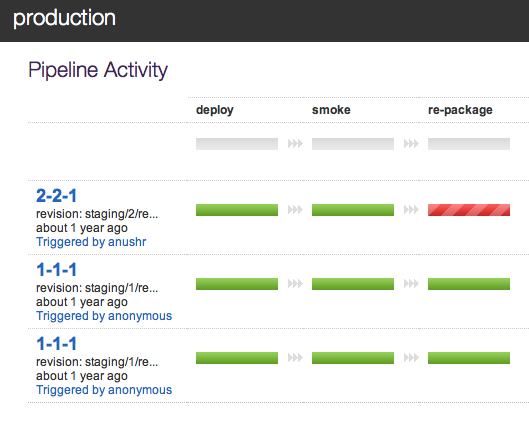 production
Pipeline Activity
deploy smoke re-package
2-2-1
revision: staging/2/re...
about 1 year ago
Triggered by anushr
1-1-1
revision: staging/1/re...
about 1 year ago
Triggered by anonymous
1-1-1
revision: staging/1/re...
about 1 year ago
Triggered by anonymous